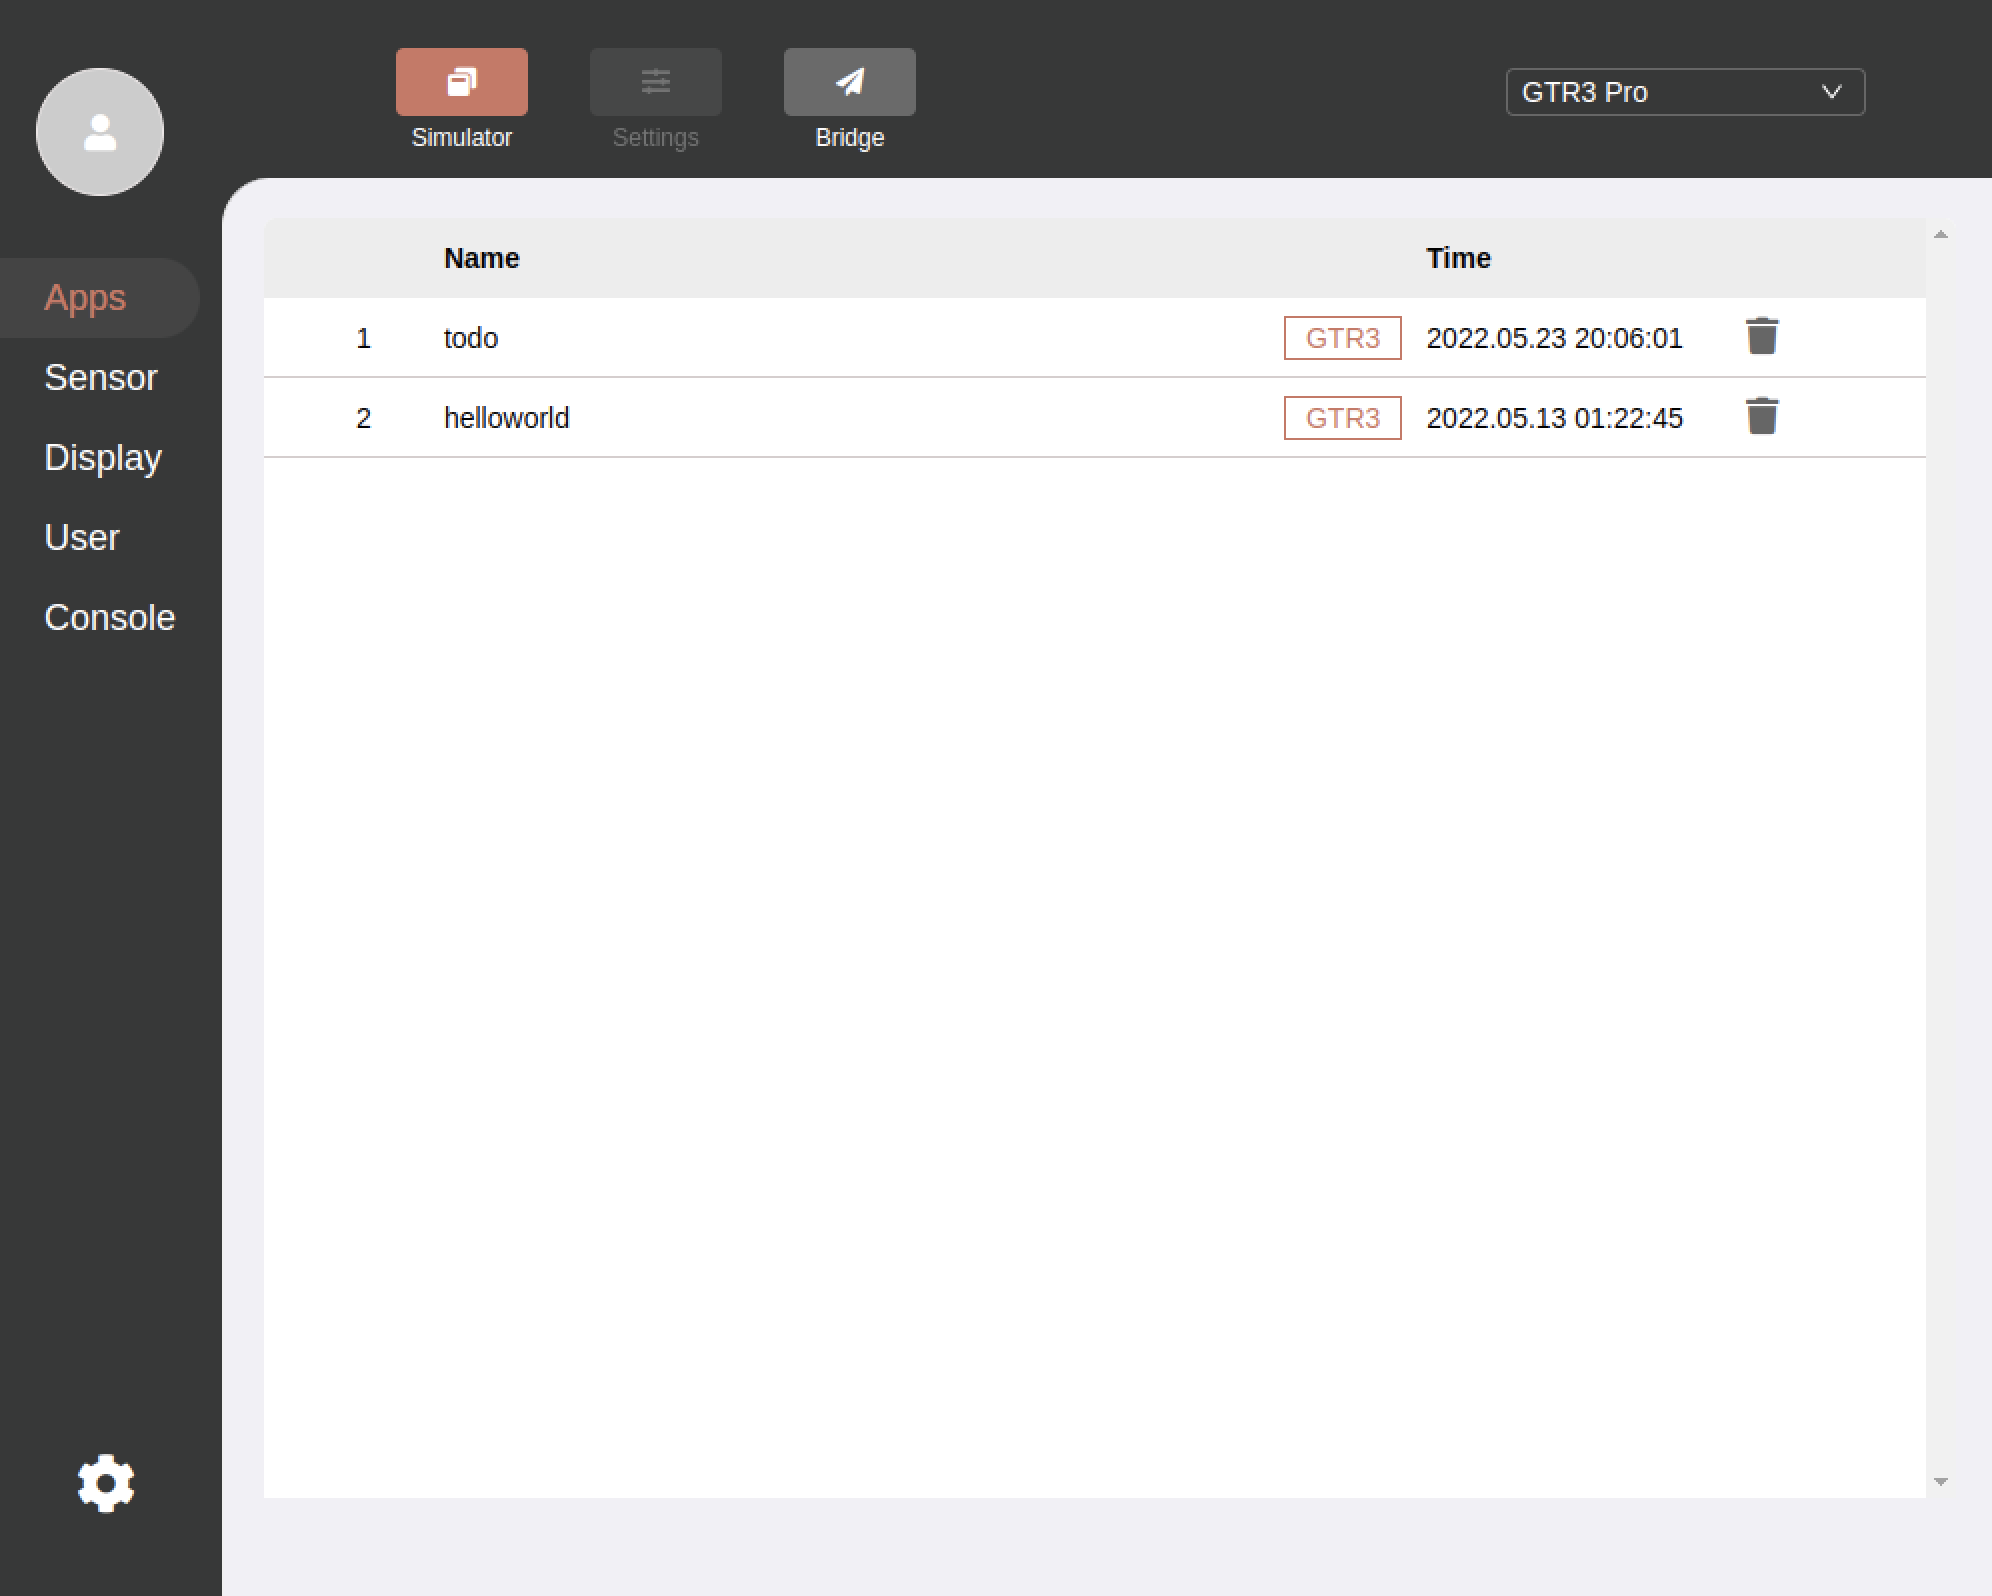 Simulator
Settings
Bridge
GTR3 Pro
Apps
Sensor
Display
User
Console
Name Time
1 todo GTR3 2022.05.23 20:06:01
2 helloworld GTR3 2022.05.13 01:22:45